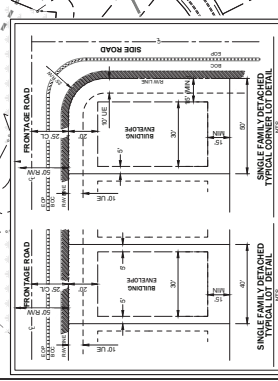 SIDE ROAD
EOP
BOC
R/W LINE
FRONTAGE ROAD
50' R/W
25' CL
20'
10' UE
15' MIN
BUILDING
ENVELOPE
5'
30'
15'
MIN
50'
EOP
BOC
R/W LINE
SINGLE FAMILY DETACHED
TYPICAL CORNER LOT DETAIL
FRONTAGE ROAD
50' R/W
25' CL
20'
10' UE
5'
BUILDING
ENVELOPE
5'
30'
15'
MIN
40'
EOP
BOC
R/W LINE
SINGLE FAMILY DETACHED
TYPICAL LOT DETAIL